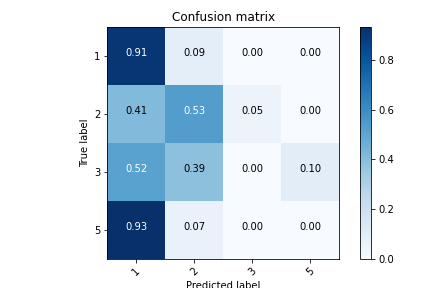 Confusion matrix
1 0.91 0.09 0.00 0.00
2 0.41 0.53 0.05 0.00
3 0.52 0.39 0.00 0.10
5 0.93 0.07 0.00 0.00
1 2 3 5
True label
Predicted label
0.8
0.6
0.4
0.2
0.0